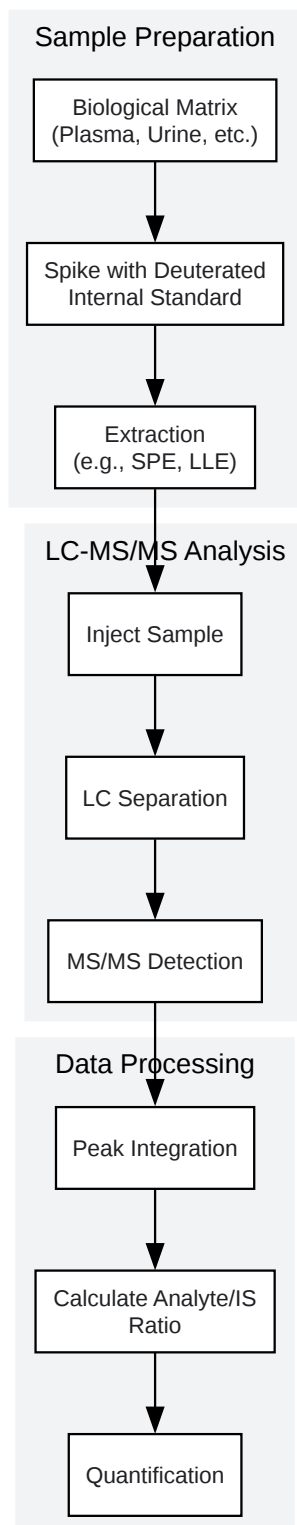 Sample Preparation
Biological Matrix
(Plasma, Urine, etc.)
Spike with Deuterated
Internal Standard
Extraction
(e.g., SPE, LLE)
LC-MS/MS Analysis
Inject Sample
LC Separation
MS/MS Detection
Data Processing
Peak Integration
Calculate Analyte/IS
Ratio
Quantification